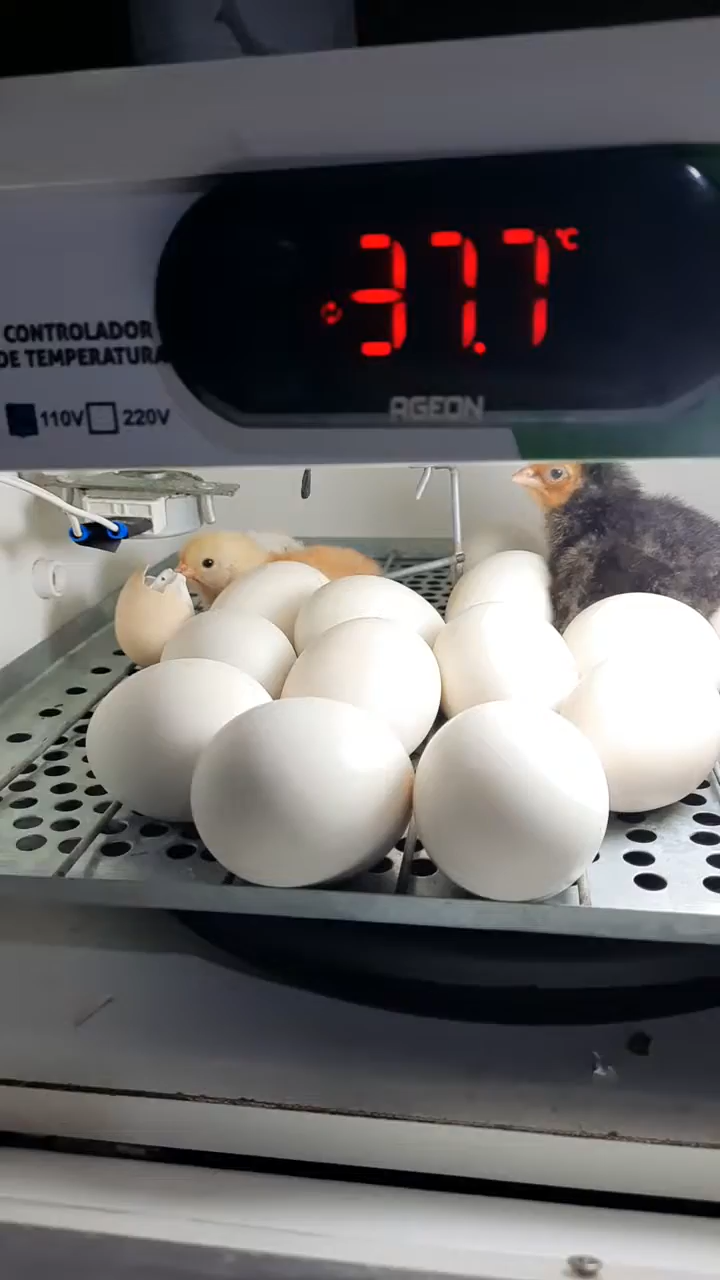 37.7 °C
CONTROLADOR
DE TEMPERATURA
110V 220V
AGEON